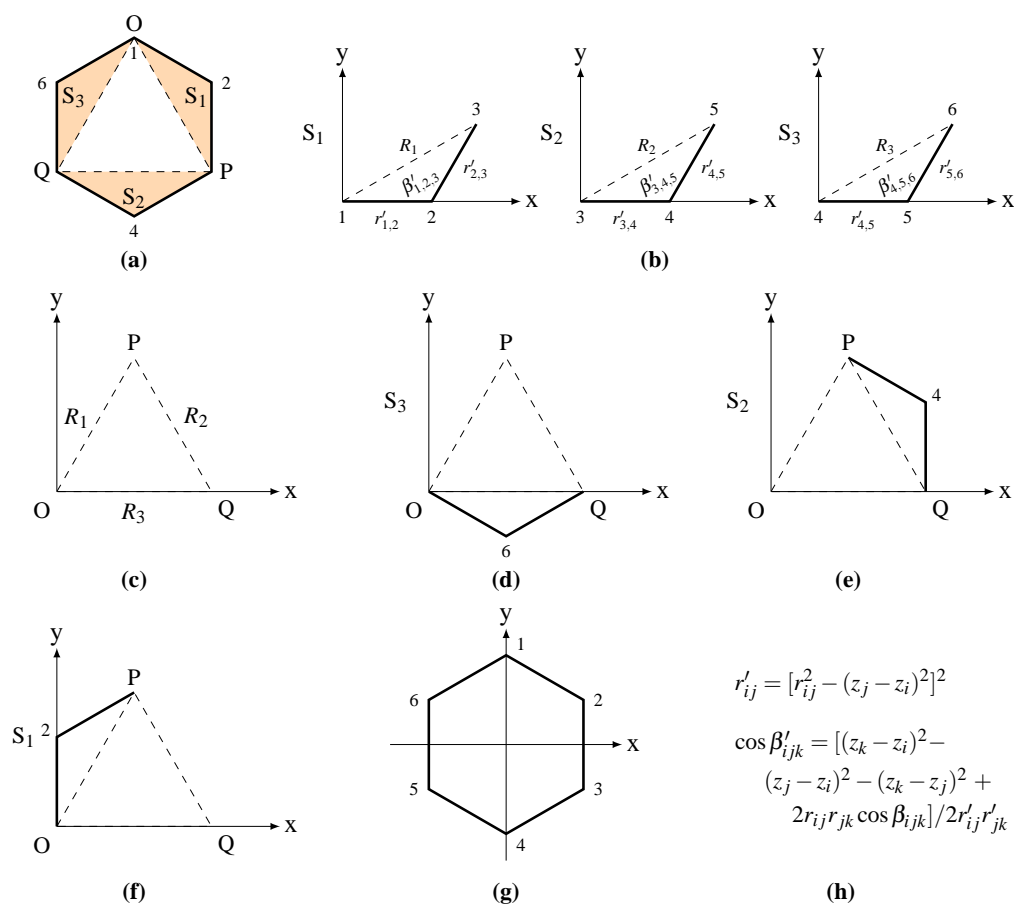 O
1
6
2
S3
S1
Q
P
S2
4
(a)
y
S1
3
R1
β′1,2,3
r′2,3
1
r′1,2
2
x
y
S2
5
R2
β′3,4,5
r′4,5
3
r′3,4
4
x
y
S3
6
R3
β′4,5,6
r′5,6
4
r′4,5
5
x
(b)
y
P
R1
R2
O
R3
Q
x
(c)
y
P
S3
O
Q
x
6
(d)
y
P
S2
4
O
Q
x
(e)
y
P
S1
2
O
Q
x
(f)
y
1
6
2
x
5
3
4
(g)
r′ij = [r²ij − (zj − zi)²]²
cos β′ijk = [(zk − zi)² −
(zj − zi)² − (zk − zj)² +
2rij rjk cos βijk]/2r′ij r′jk
(h)